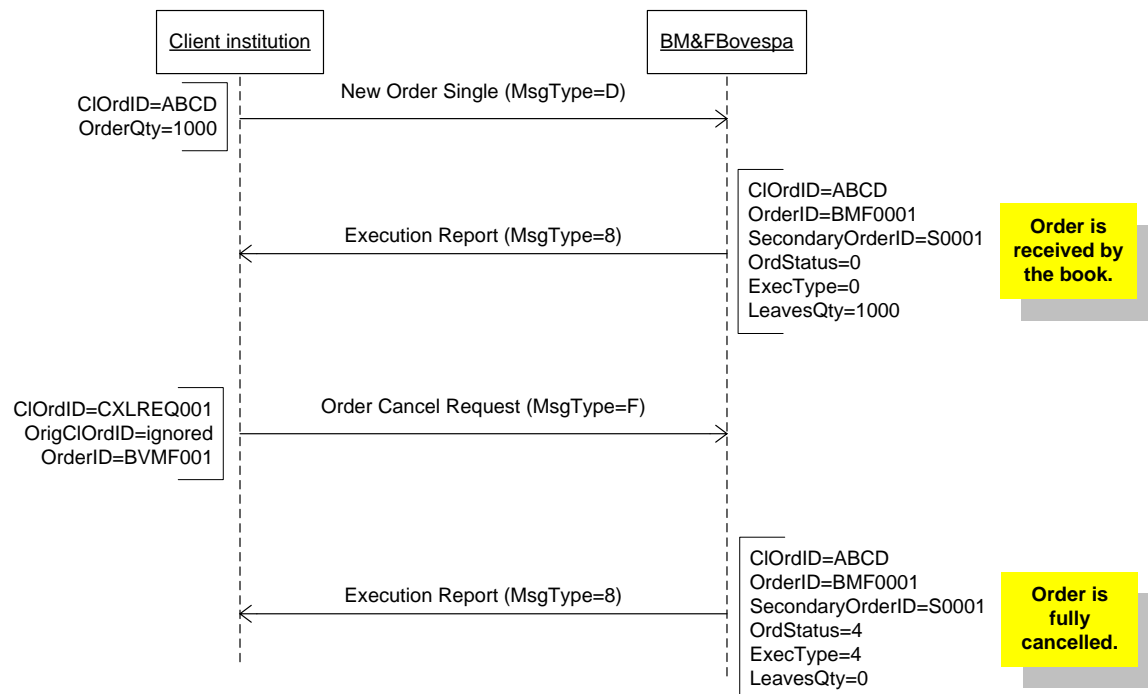 Client institution
BM&FBovespa
New Order Single (MsgType=D)
ClOrdID=ABCD
OrderQty=1000
ClOrdID=ABCD
OrderID=BMF0001
SecondaryOrderID=S0001
OrdStatus=0
ExecType=0
LeavesQty=1000
Execution Report (MsgType=8)
Order is
received by
the book.
ClOrdID=CXLREQ001
OrigClOrdID=ignored
OrderID=BVMF001
Order Cancel Request (MsgType=F)
ClOrdID=ABCD
OrderID=BMF0001
SecondaryOrderID=S0001
OrdStatus=4
ExecType=4
LeavesQty=0
Execution Report (MsgType=8)
Order is
fully
cancelled.